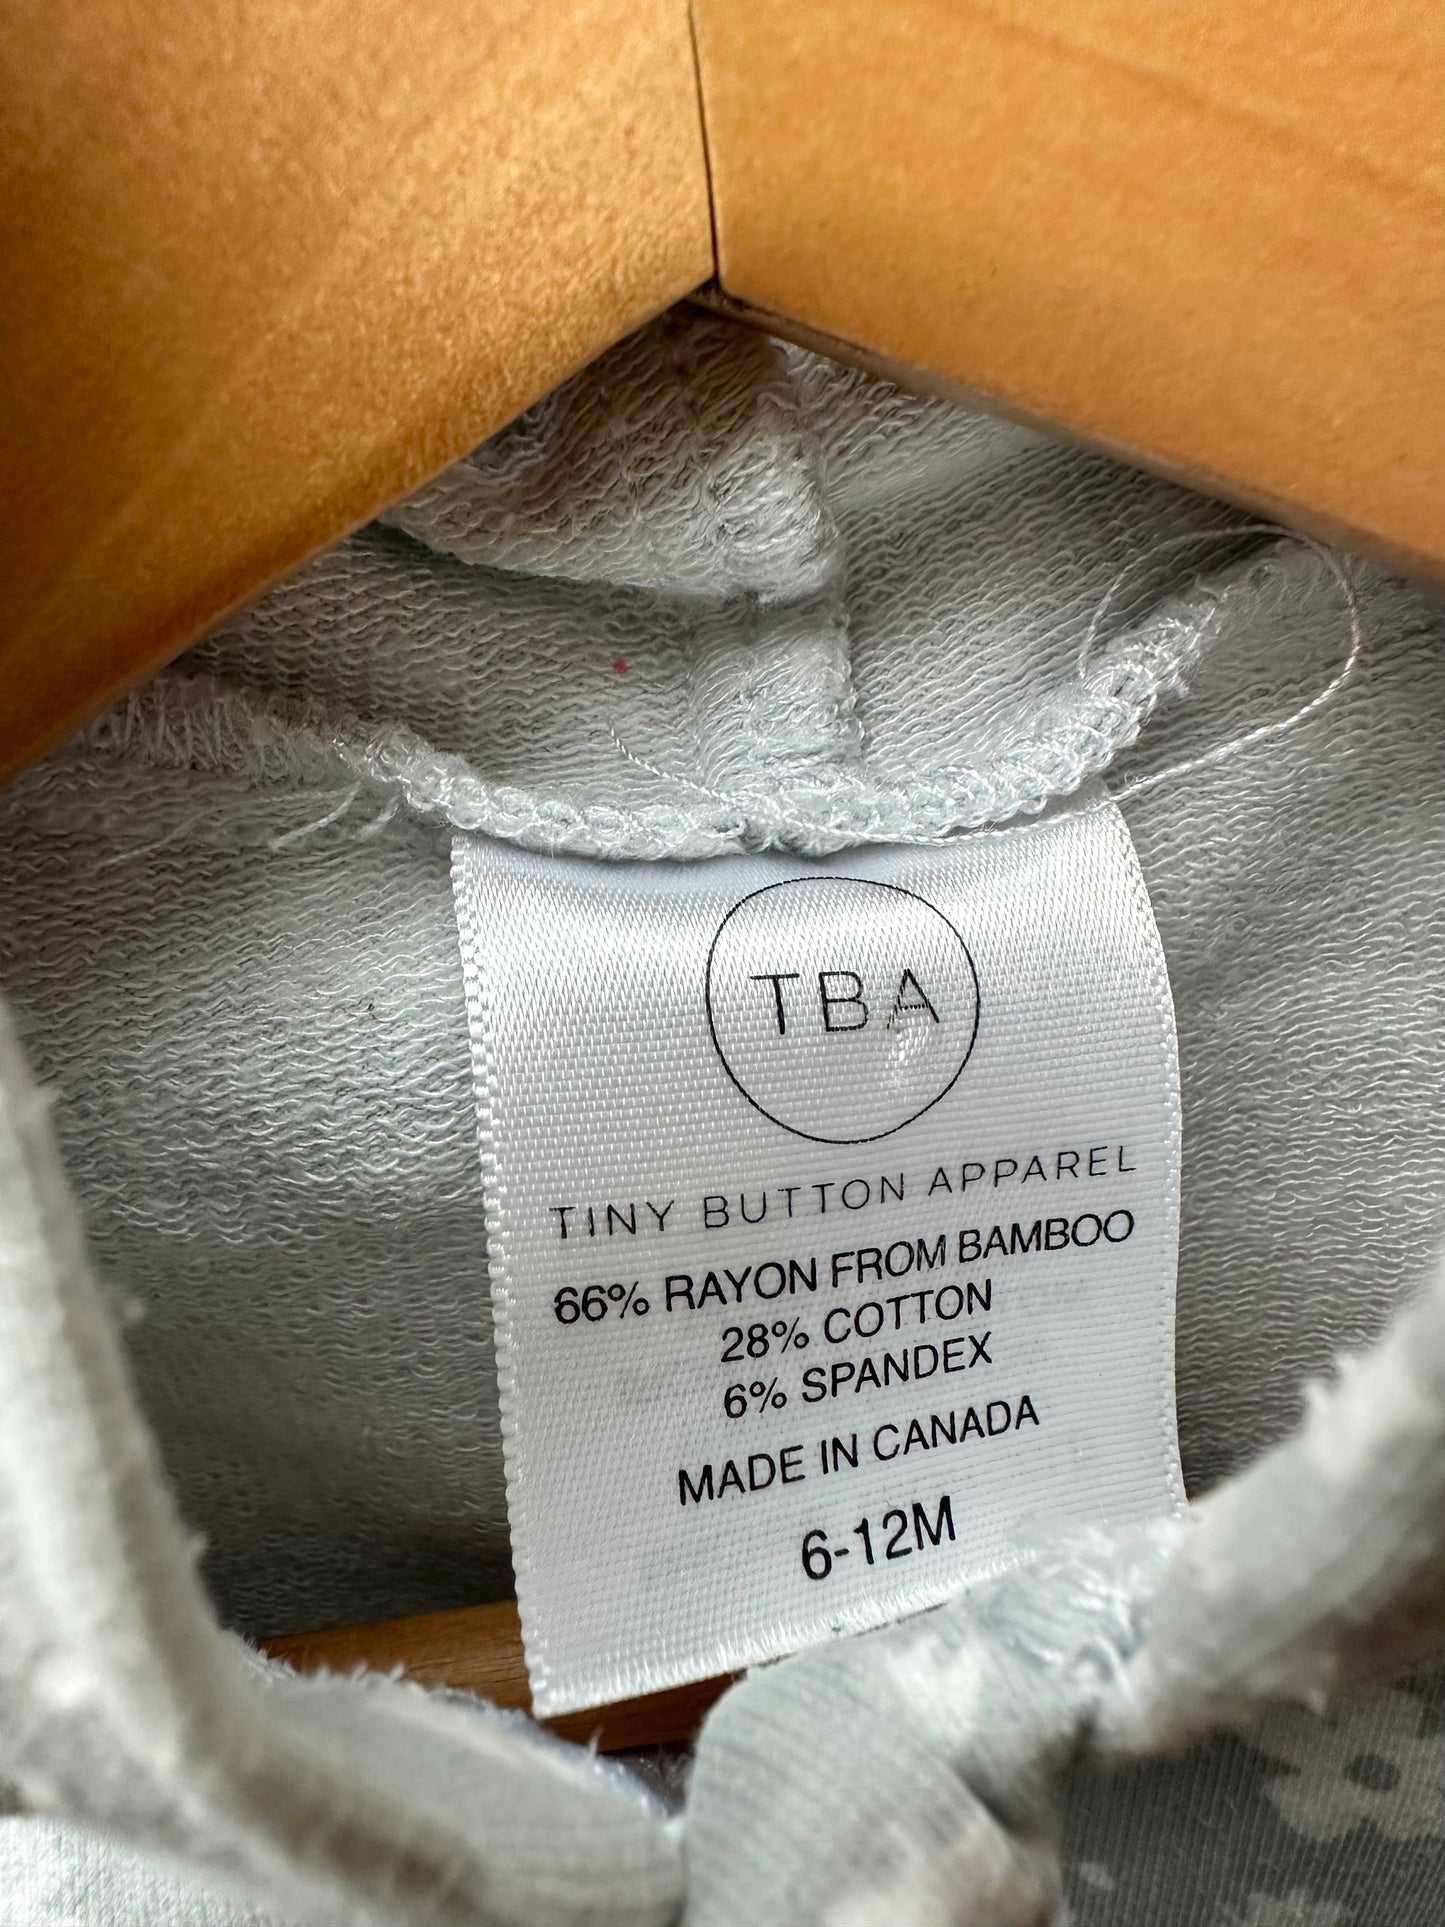 TBA
TINY BUTTON APPAREL
66% RAYON FROM BAMBOO
28% COTTON
6% SPANDEX
MADE IN CANADA
6-12M